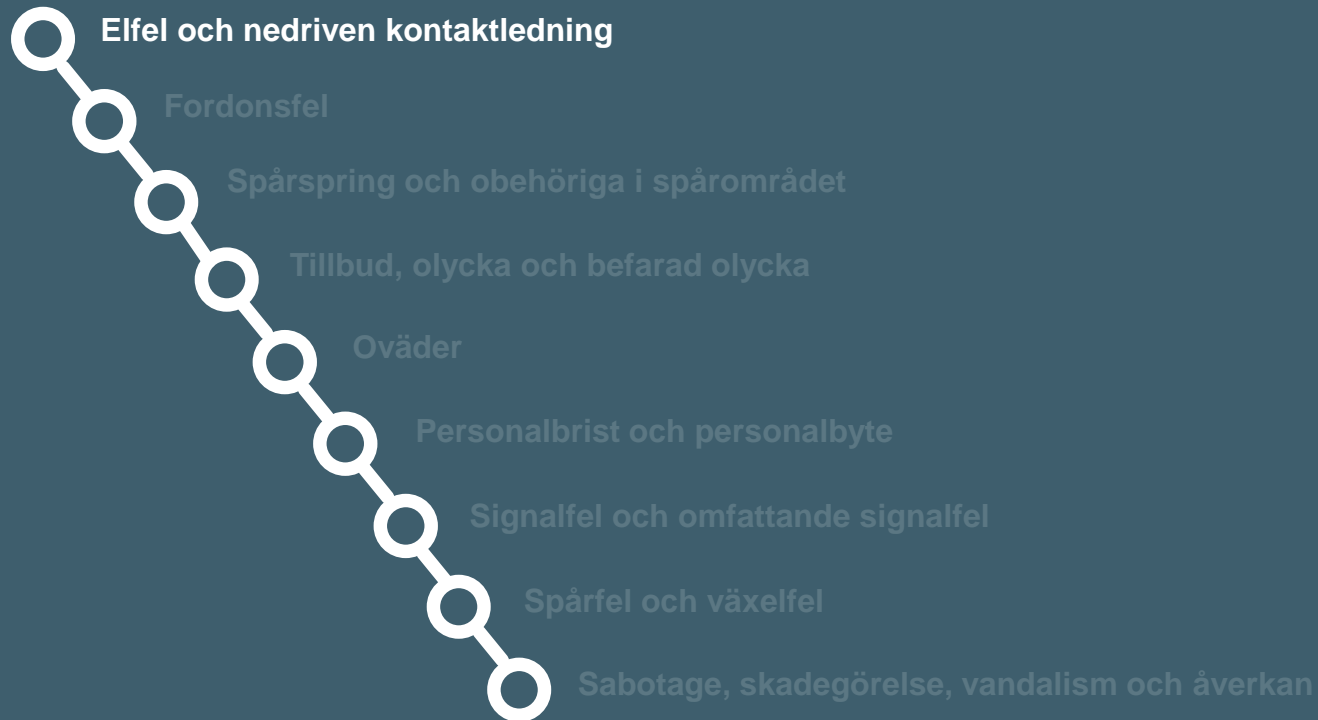 Elfel och nedriven kontaktledning
Fordonsfel
Spårspring och obehöriga i spårområdet
Tillbud, olycka och befarad olycka
Oväder
Personalbrist och personalbyte
Signalfel och omfattande signalfel
Spårfel och växelfel
Sabotage, skadegörelse, vandalism och åverkan